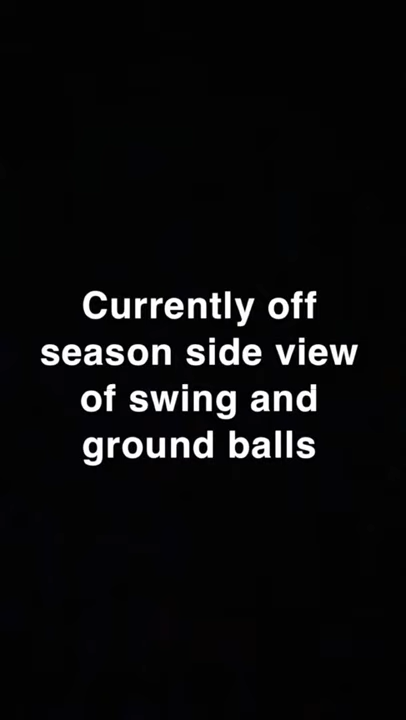 Currently off
season side view
of swing and
ground balls